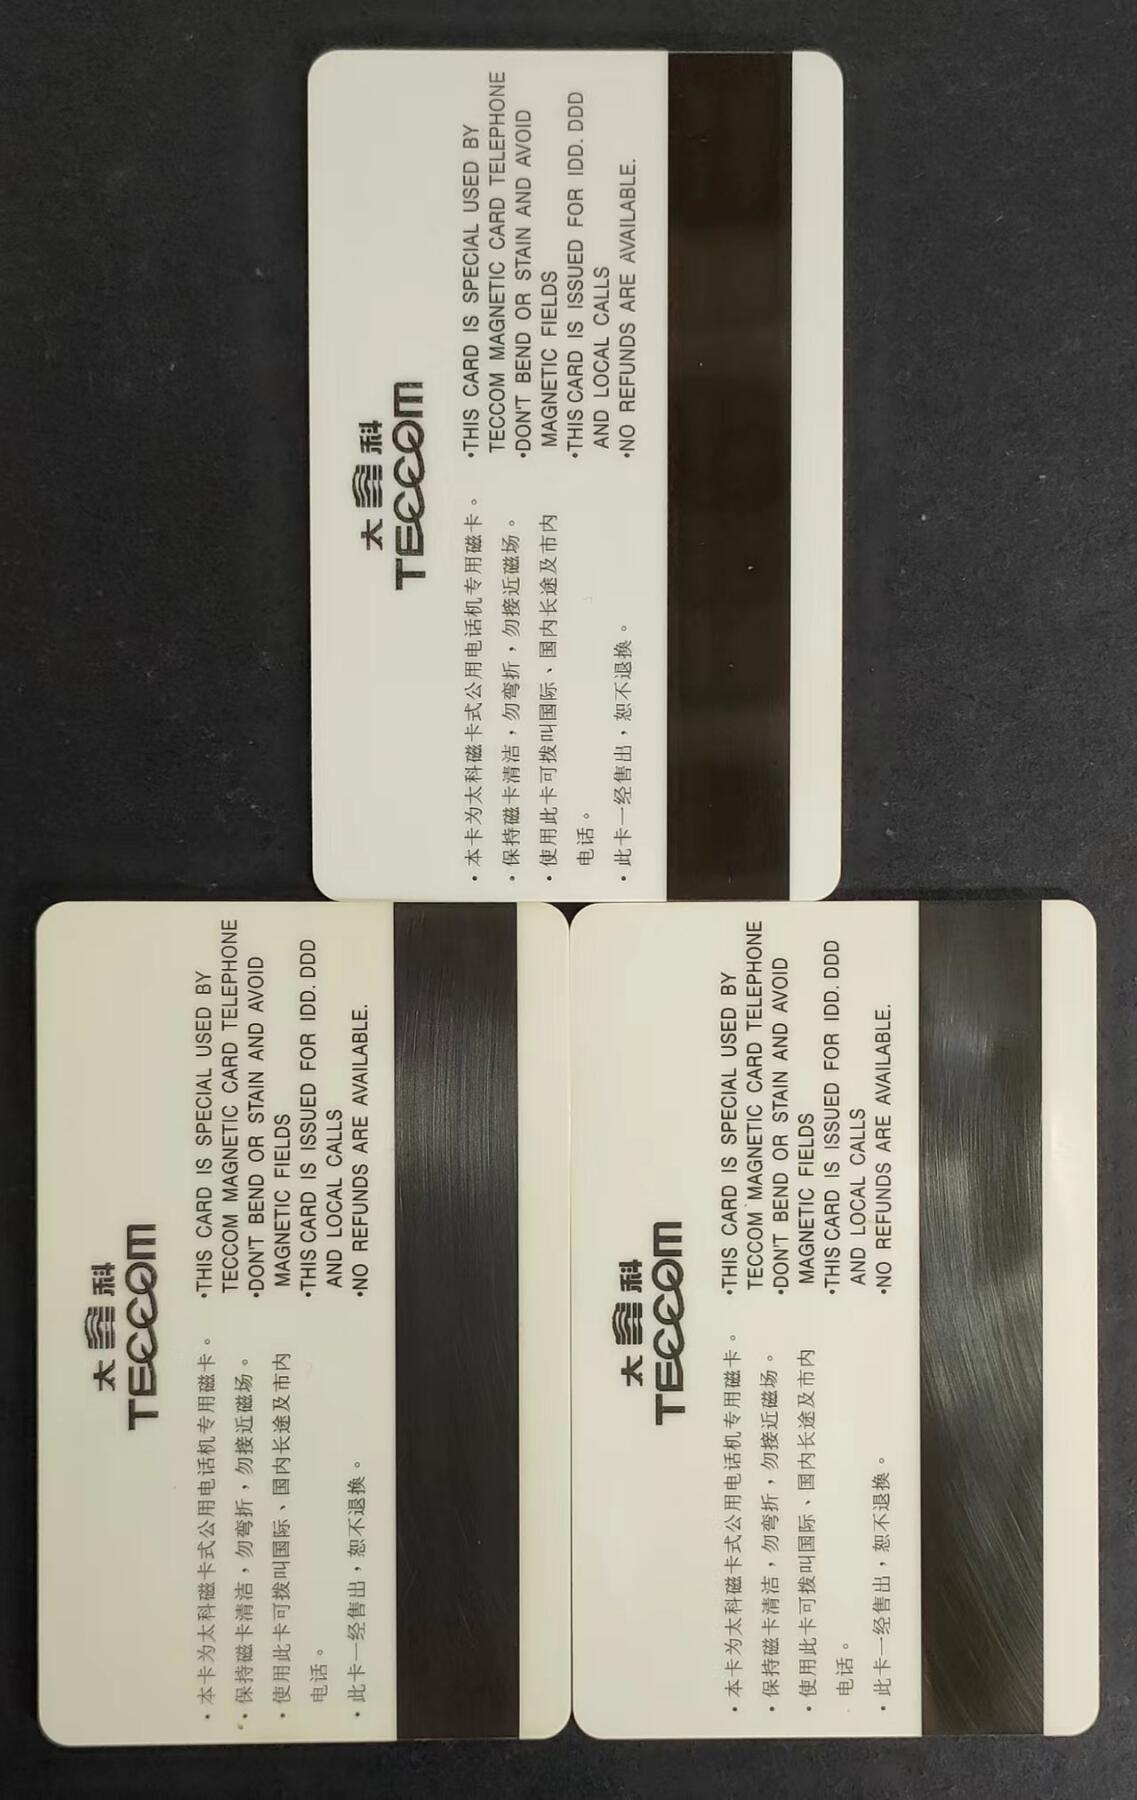 太 科
TECCOM
·本卡为太科磁卡式公用电话机专用磁卡。
·保持磁卡清洁，勿弯折，勿接近磁场。
·使用此卡可拨叫国际、国内长途及市内
电话。
·此卡一经售出，恕不退换。
·THIS CARD IS SPECIAL USED BY
TECCOM MAGNETIC CARD TELEPHONE
·DON'T BEND OR STAIN AND AVOID
MAGNETIC FIELDS
·THIS CARD IS ISSUED FOR IDD. DDD
AND LOCAL CALLS
·NO REFUNDS ARE AVAILABLE.
太 科
TECCOM
·本卡为太科磁卡式公用电话机专用磁卡。
·保持磁卡清洁，勿弯折，勿接近磁场。
·使用此卡可拨叫国际、国内长途及市内
电话。
·此卡一经售出，恕不退换。
·THIS CARD IS SPECIAL USED BY
TECCOM MAGNETIC CARD TELEPHONE
·DON'T BEND OR STAIN AND AVOID
MAGNETIC FIELDS
·THIS CARD IS ISSUED FOR IDD. DDD
AND LOCAL CALLS
·NO REFUNDS ARE AVAILABLE.
太 科
TECCOM
·本卡为太科磁卡式公用电话机专用磁卡。
·保持磁卡清洁，勿弯折，勿接近磁场。
·使用此卡可拨叫国际、国内长途及市内
电话。
·此卡一经售出，恕不退换。
·THIS CARD IS SPECIAL USED BY
TECCOM MAGNETIC CARD TELEPHONE
·DON'T BEND OR STAIN AND AVOID
MAGNETIC FIELDS
·THIS CARD IS ISSUED FOR IDD. DDD
AND LOCAL CALLS
·NO REFUNDS ARE AVAILABLE.